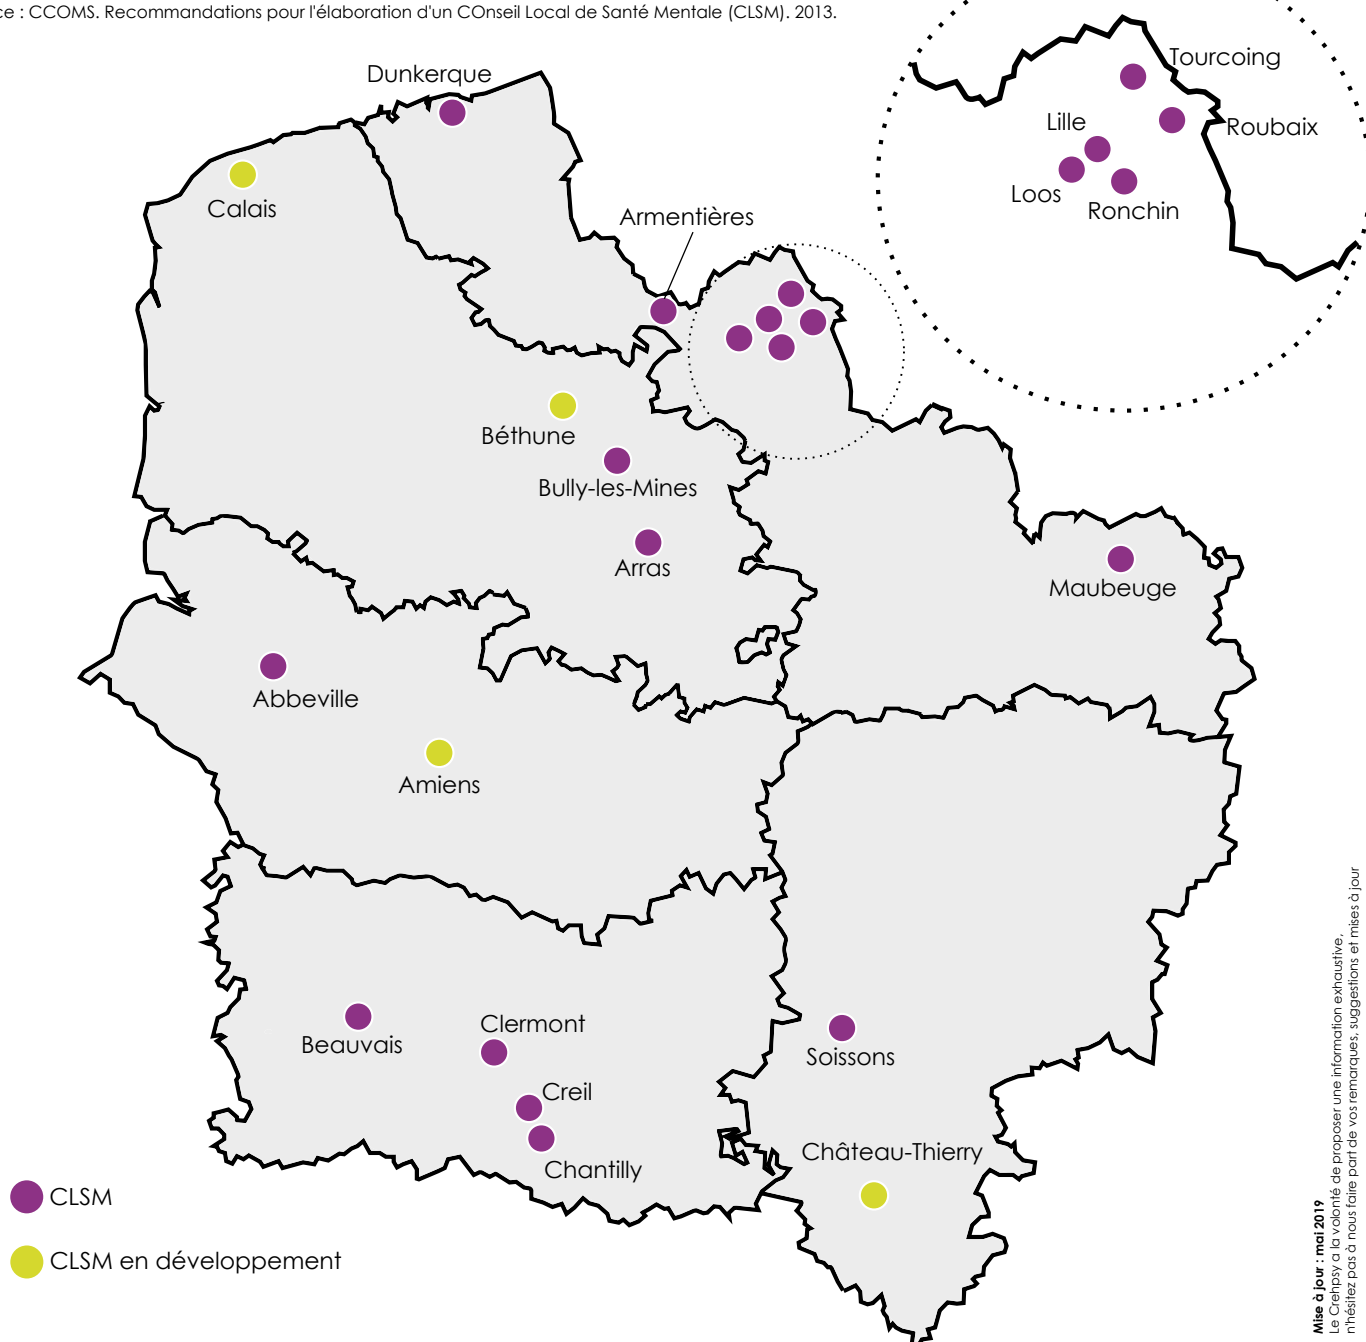 ce : CCOMS. Recommandations pour l'élaboration d'un COnseil Local de Santé Mentale (CLSM). 2013.
Tourcoing
Dunkerque
Lille
Roubaix
Loos
Ronchin
Calais
Armentières
Béthune
Bully-les-Mines
Arras
Maubeuge
Abbeville
Amiens
Clermont
Beauvais
Soissons
Creil
Château-Thierry
Chantilly
CLSM
CLSM en développement
Mise à jour : mai 2019
Le Crehpsy a la volonté de proposer une information exhaustive,
n'hésitez pas à nous faire part de vos remarques, suggestions et mises à jour